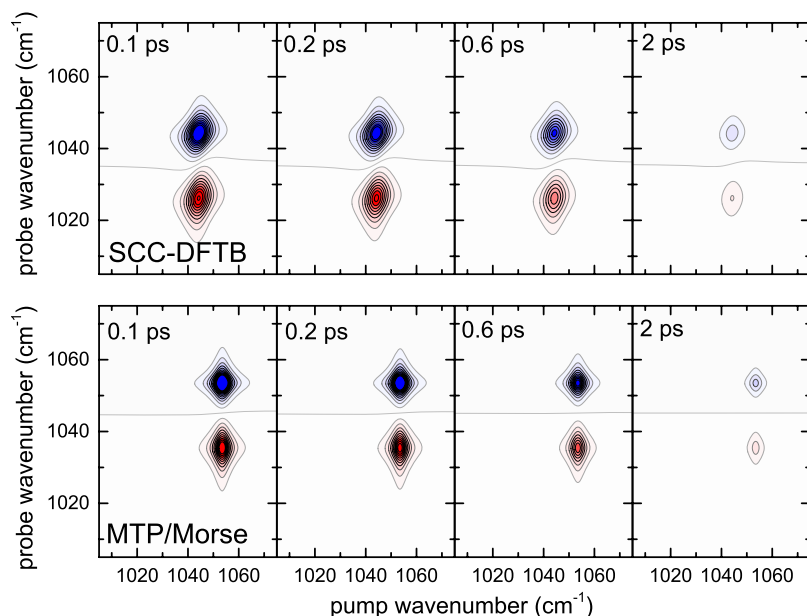 probe wavenumber (cm⁻¹)
0.1 ps 0.2 ps 0.6 ps 2 ps
1060
1040
1020
SCC-DFTB
probe wavenumber (cm⁻¹)
0.1 ps 0.2 ps 0.6 ps 2 ps
1060
1040
1020
MTP/Morse
1020 1040 1060 1020 1040 1060 1020 1040 1060 1020 1040 1060
pump wavenumber (cm⁻¹)